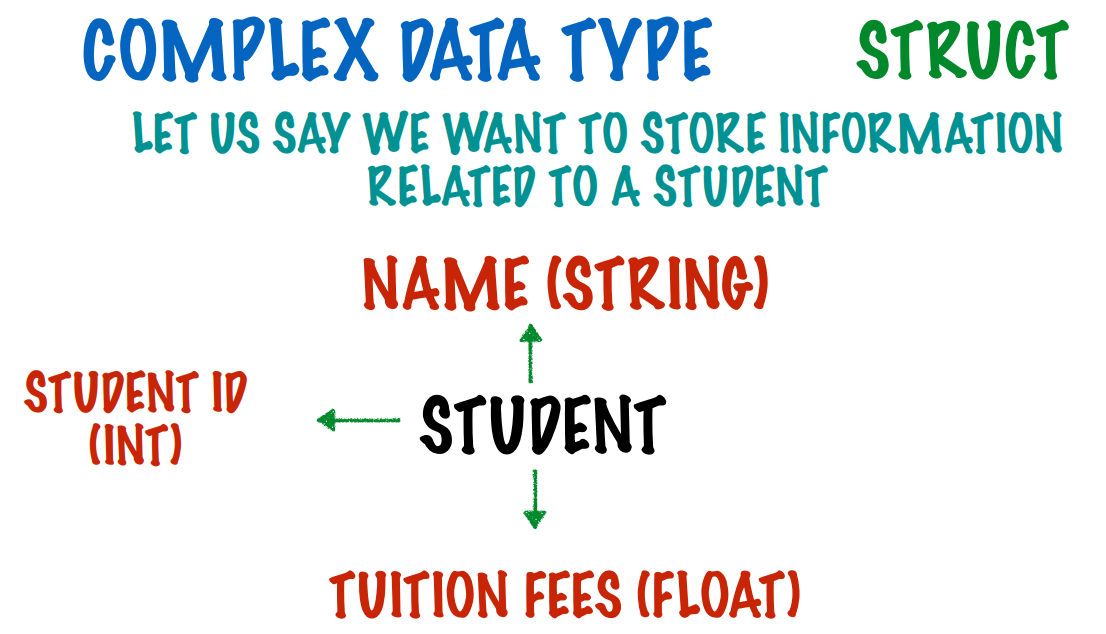 COMPLEX DATA TYPE
STRUCT
LET US SAY WE WANT TO STORE INFORMATION
RELATED TO A STUDENT
NAME (STRING)
STUDENT ID
(INT)
STUDENT
TUITION FEES (FLOAT)